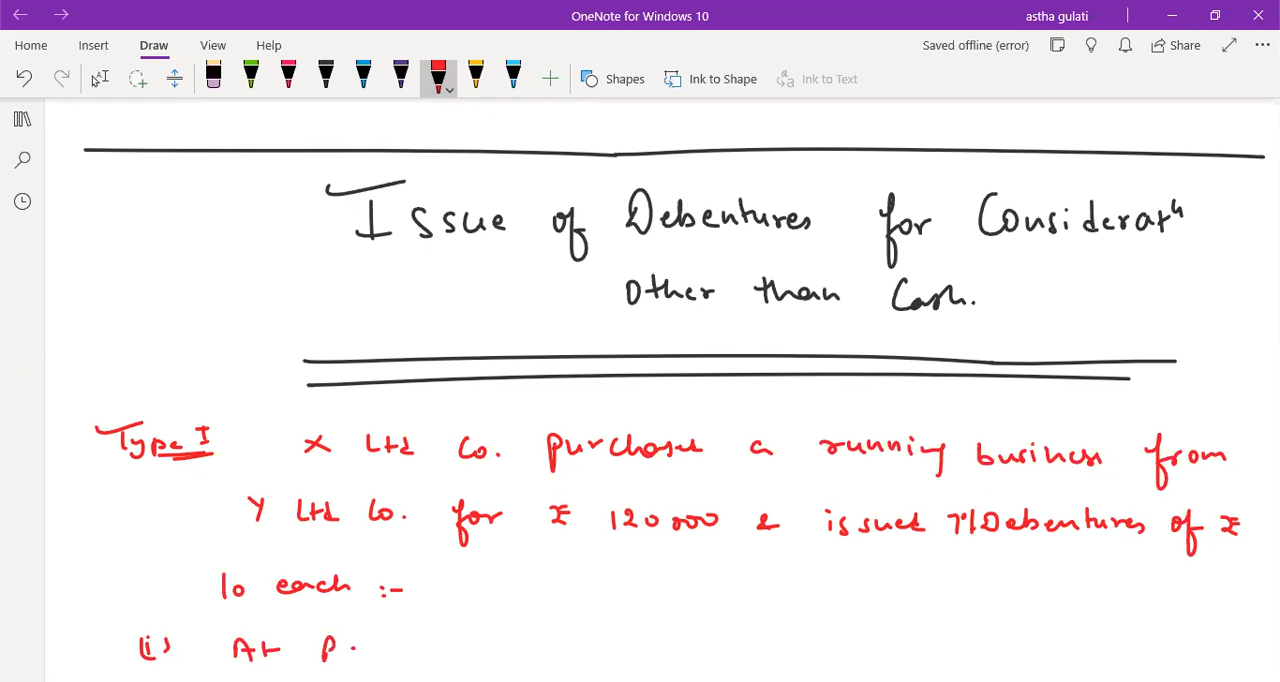 OneNote for Windows 10
astha gulati
Home Insert Draw View Help
Saved offline (error) Share
Shapes Ink to Shape Ink to Text
Issue of Debentures for Considerat"
Other than Cash.
Type I X Ltd Co. purchases a running business from
Y Ltd Co. for ₹ 120000 & issued 7% Debentures of ₹
10 each :-
(i) At P.